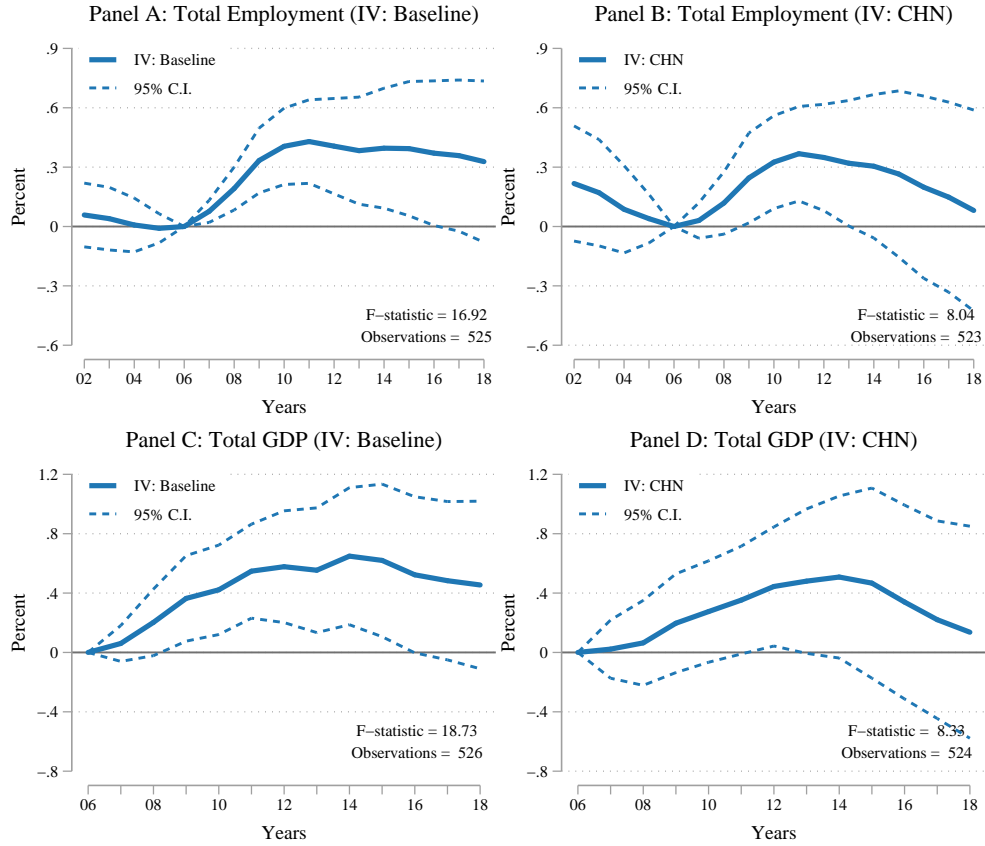 Panel A: Total Employment (IV: Baseline)
.9
.6
.3
0
−.3
−.6
Percent
IV: Baseline
95% C.I.
F−statistic = 16.92
Observations = 525
02 04 06 08 10 12 14 16 18
Years
Panel B: Total Employment (IV: CHN)
.9
.6
.3
0
−.3
−.6
Percent
IV: CHN
95% C.I.
F−statistic = 8.04
Observations = 523
02 04 06 08 10 12 14 16 18
Years
Panel C: Total GDP (IV: Baseline)
1.2
.8
.4
0
−.4
−.8
Percent
IV: Baseline
95% C.I.
F−statistic = 18.73
Observations = 526
06 08 10 12 14 16 18
Years
Panel D: Total GDP (IV: CHN)
1.2
.8
.4
0
−.4
−.8
Percent
IV: CHN
95% C.I.
F−statistic = 8.33
Observations = 524
06 08 10 12 14 16 18
Years